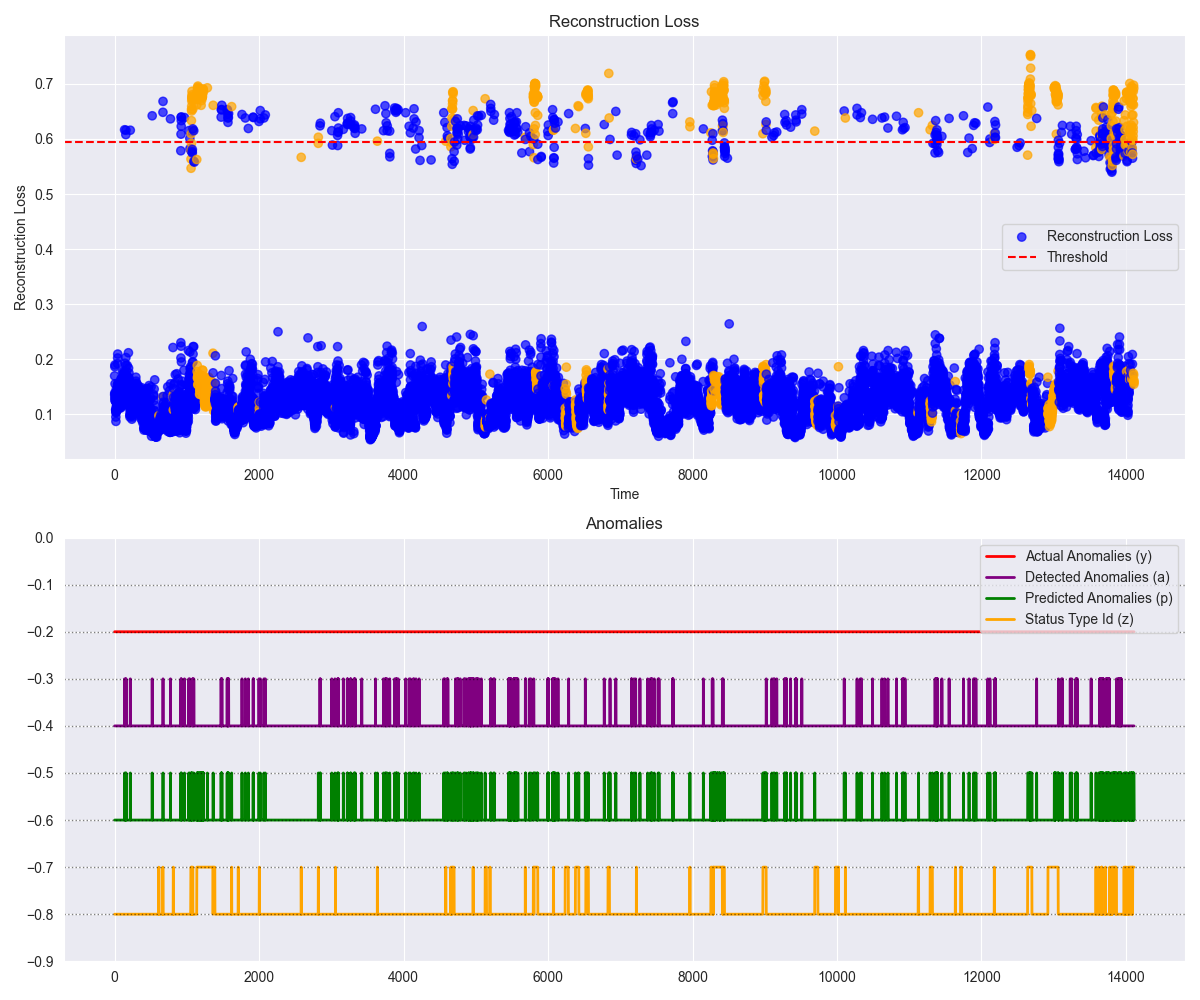 Reconstruction Loss
0.7
0.6
0.5
0.4
0.3
0.2
0.1
Reconstruction Loss
Reconstruction Loss
Threshold
0 2000 4000 6000 8000 10000 12000 14000
Time
Anomalies
0.0
−0.1
−0.2
−0.3
−0.4
−0.5
−0.6
−0.7
−0.8
−0.9
Actual Anomalies (y)
Detected Anomalies (a)
Predicted Anomalies (p)
Status Type Id (z)
0 2000 4000 6000 8000 10000 12000 14000